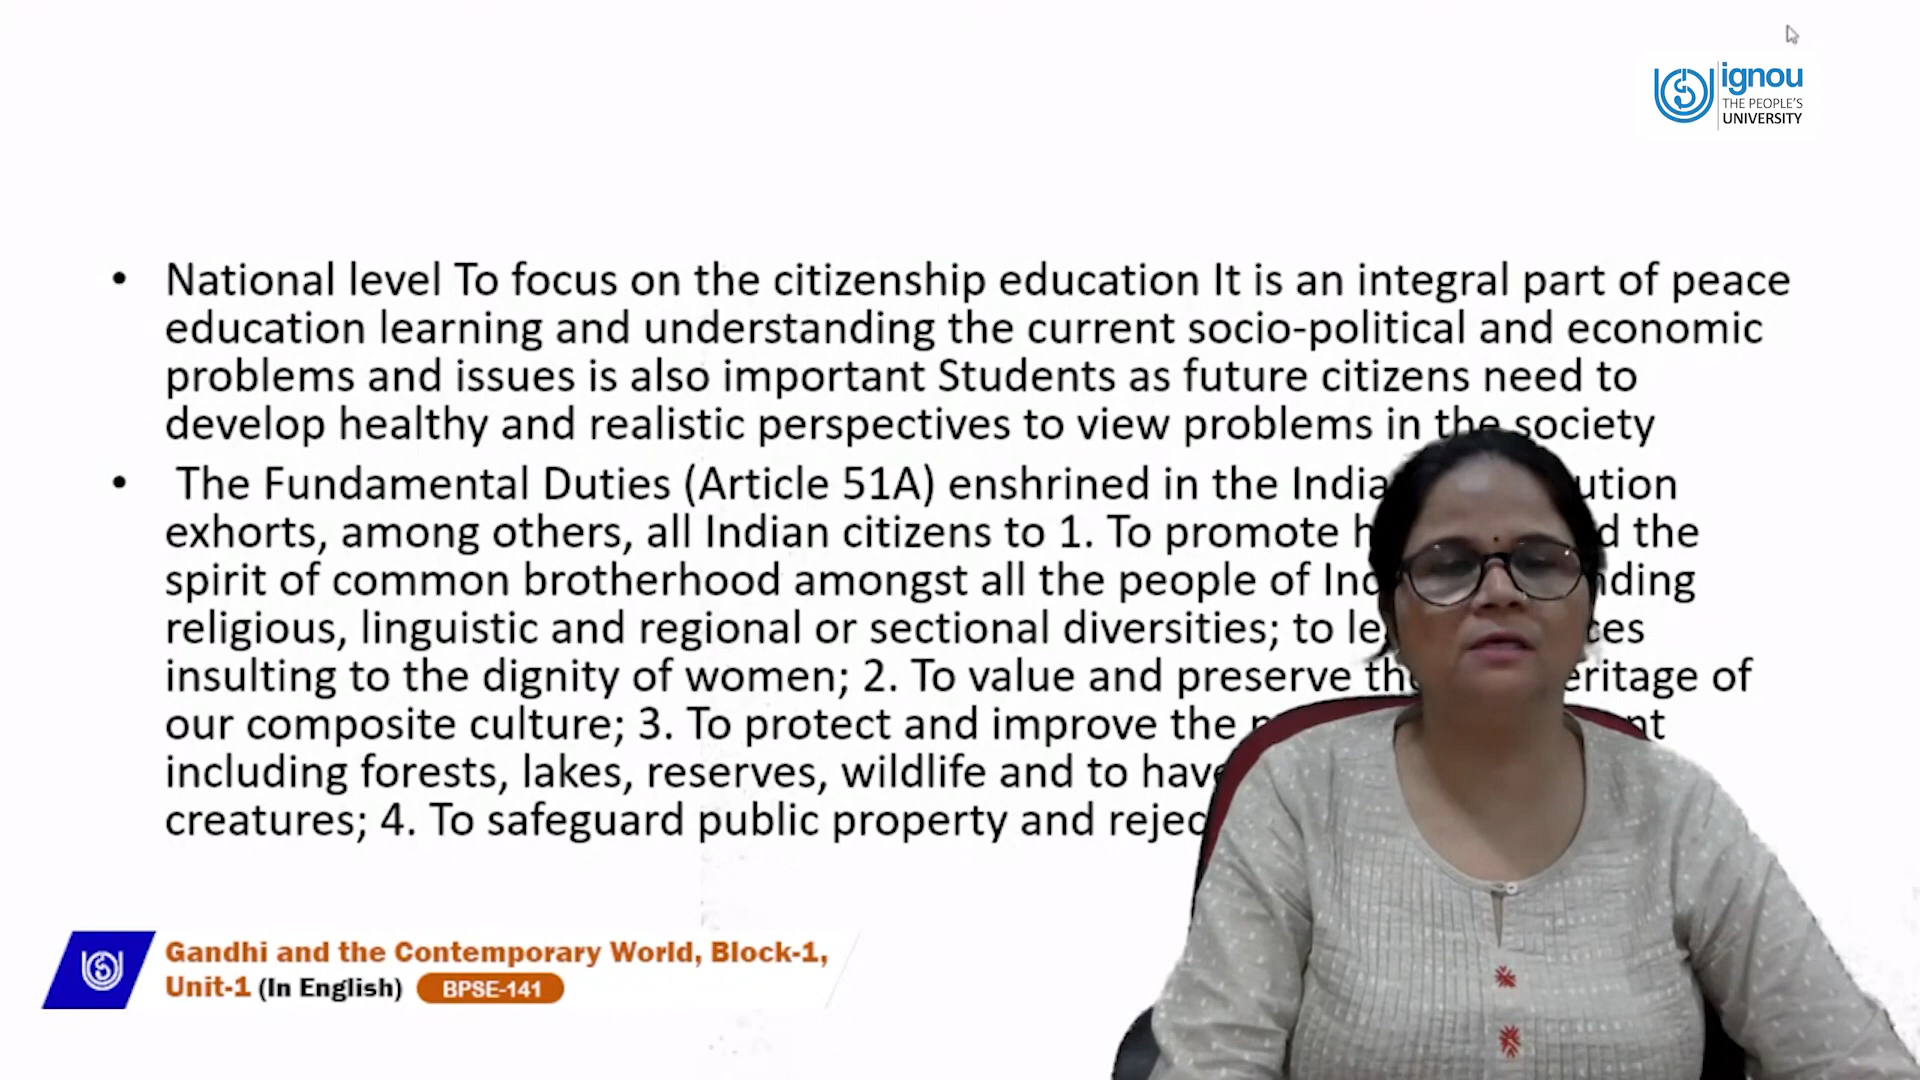 ignou
THE PEOPLE'S
UNIVERSITY
• National level To focus on the citizenship education It is an integral part of peace
education learning and understanding the current socio-political and economic
problems and issues is also important Students as future citizens need to
develop healthy and realistic perspectives to view problems in the society
• The Fundamental Duties (Article 51A) enshrined in the
exhorts, among others, all Indian citizens to 1. To promote the
spirit of common brotherhood amongst all the people of
religious, linguistic and regional or sectional diversities; to
insulting to the dignity of women; 2. To value and preserve of
our composite culture; 3. To protect and improve the
including forests, lakes, reserves, wildlife and to have
creatures; 4. To safeguard public property and
Gandhi and the Contemporary World, Block-1,
Unit-1 (In English) BPSE-141